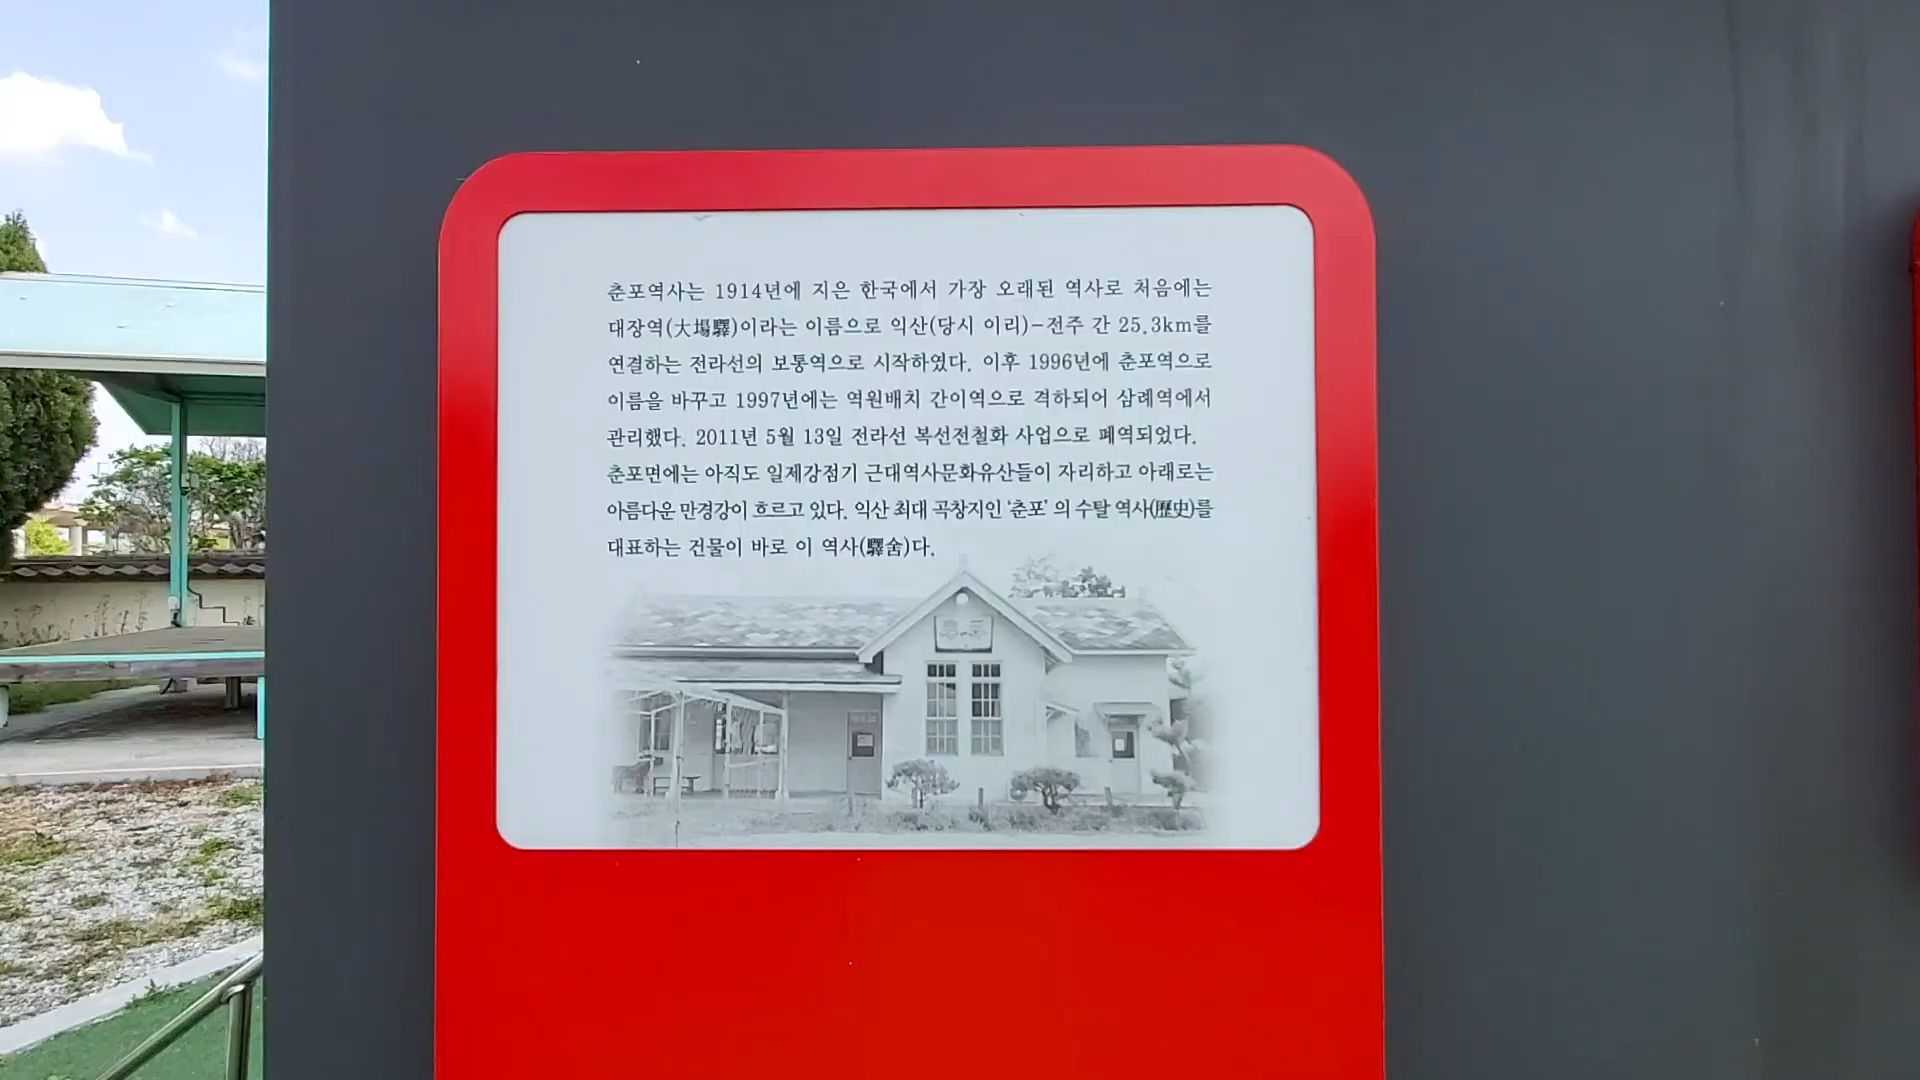 춘포역사는 1914년에 지은 한국에서 가장 오래된 역사로 처음에는
대장역(大場驛)이라는 이름으로 익산(당시 이리)-전주 간 25.3km를
연결하는 전라선의 보통역으로 시작하였다. 이후 1996년에 춘포역으로
이름을 바꾸고 1997년에는 역원배치 간이역으로 격하되어 삼례역에서
관리했다. 2011년 5월 13일 전라선 복선전철화 사업으로 폐역되었다.
춘포면에는 아직도 일제강점기 근대역사문화유산들이 자리하고 아래로는
아름다운 만경강이 흐르고 있다. 익산 최대 곡창지인 '춘포' 의 수탈 역사(歷史)를
대표하는 건물이 바로 이 역사(驛舍)다.